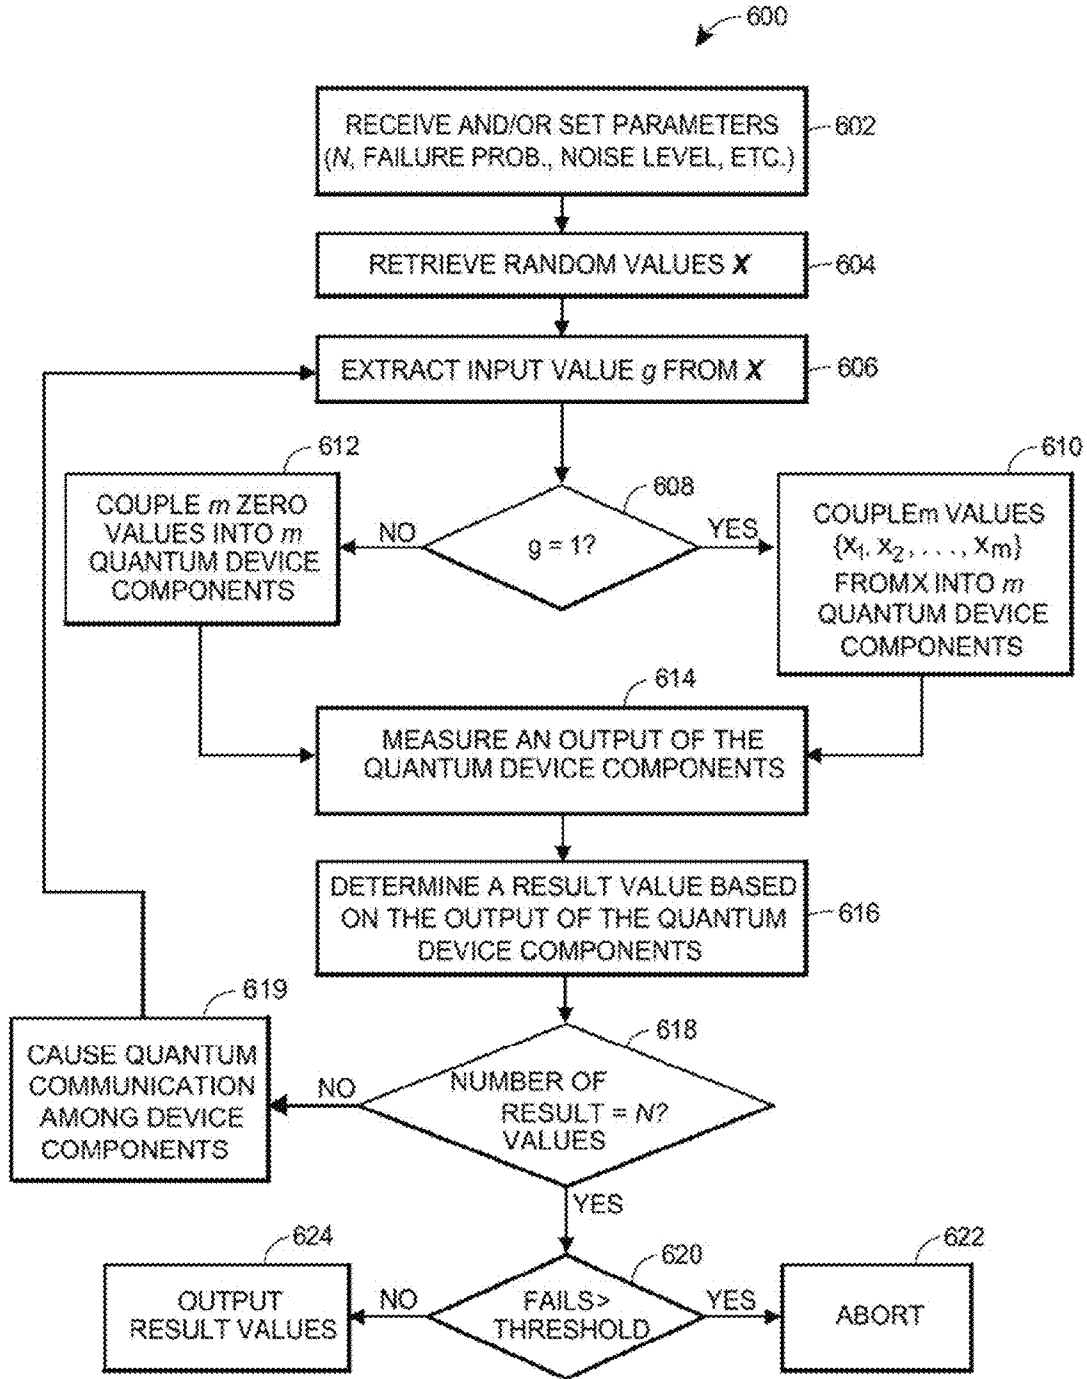 600
RECEIVE AND/OR SET PARAMETERS
(N, FAILURE PROB., NOISE LEVEL, ETC.)
602
RETRIEVE RANDOM VALUES X
604
EXTRACT INPUT VALUE g FROM X
606
612
COUPLE m ZERO
VALUES INTO m
QUANTUM DEVICE
COMPONENTS
NO
608
g = 1?
YES
610
COUPLEm VALUES
{X₁, X₂, . . . , Xₘ}
FROMX INTO m
QUANTUM DEVICE
COMPONENTS
614
MEASURE AN OUTPUT OF THE
QUANTUM DEVICE COMPONENTS
DETERMINE A RESULT VALUE BASED
ON THE OUTPUT OF THE QUANTUM
DEVICE COMPONENTS
616
619
CAUSE QUANTUM
COMMUNICATION
AMONG DEVICE
COMPONENTS
NO
618
NUMBER OF
RESULT = N?
VALUES
YES
624
OUTPUT
RESULT VALUES
NO
620
FAILS>
THRESHOLD
YES
622
ABORT